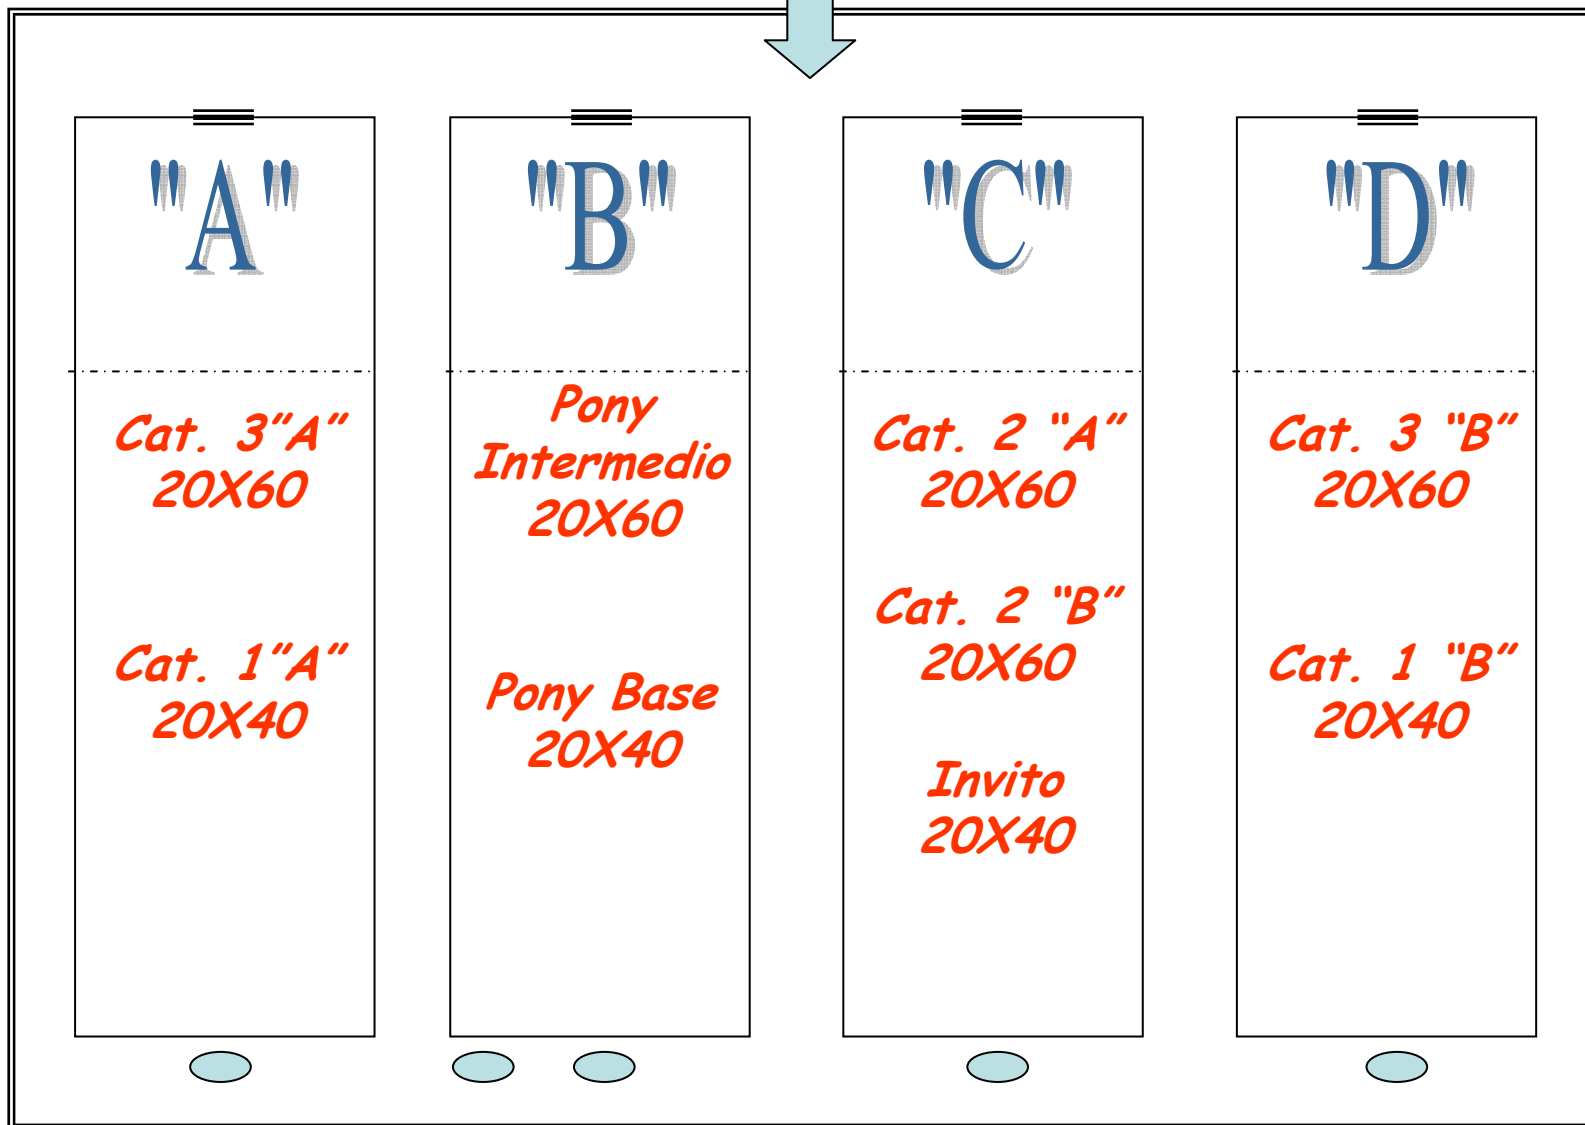 "A"
Cat. 3”A”
20X60
Cat. 1”A”
20X40
"B"
Pony
Intermedio
20X60
Pony Base
20X40
"C"
Cat. 2 “A”
20X60
Cat. 2 “B”
20X60
Invito
20X40
"D"
Cat. 3 “B”
20X60
Cat. 1 “B”
20X40